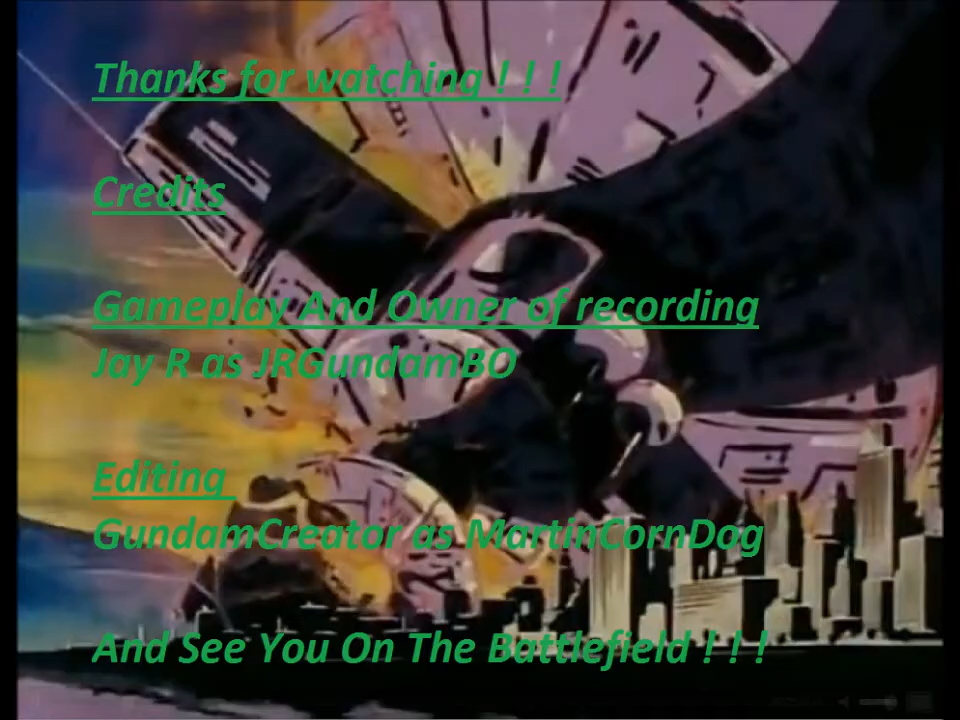 Thanks for watching ! ! !
Credits
Gameplay And Owner of recording
Jay R as JRGundamBO
Editing
GundamCreator as MartinCornDog
And See You On The Battlefield ! ! !